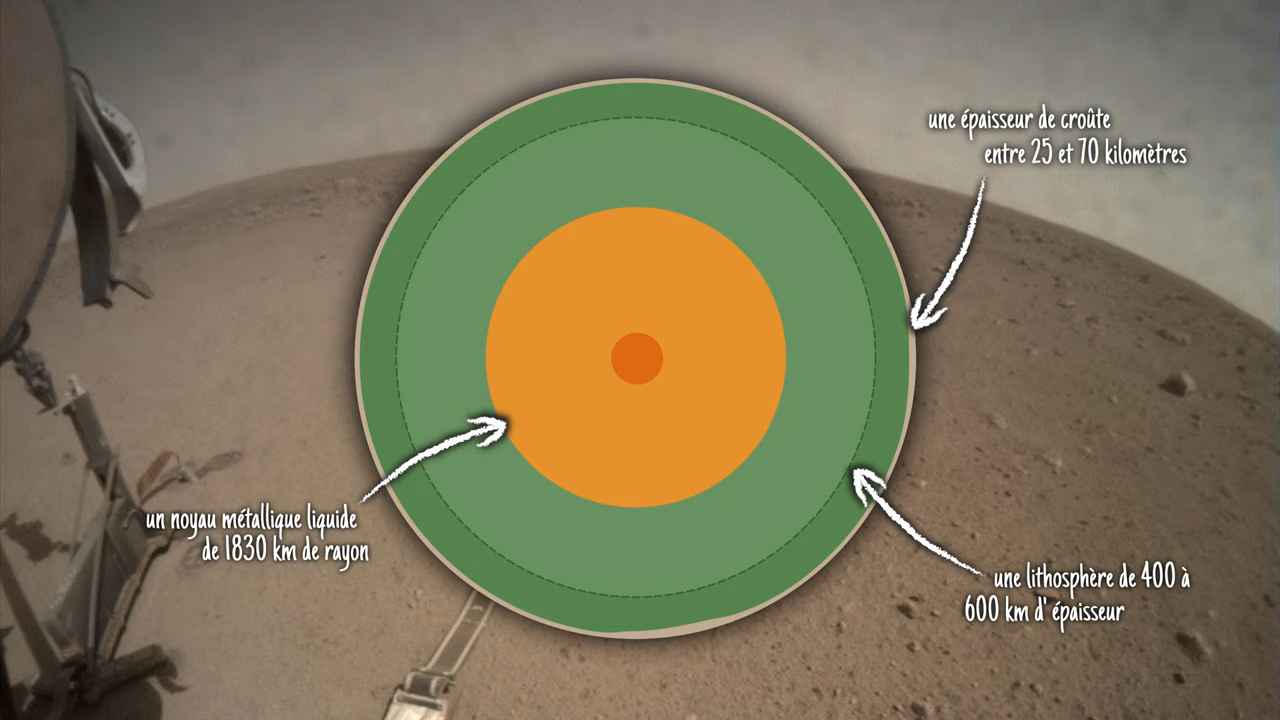 une épaisseur de croûte
entre 25 et 70 kilomètres
un noyau métallique liquide
de 1830 km de rayon
une lithosphère de 400 à
600 km d' épaisseur